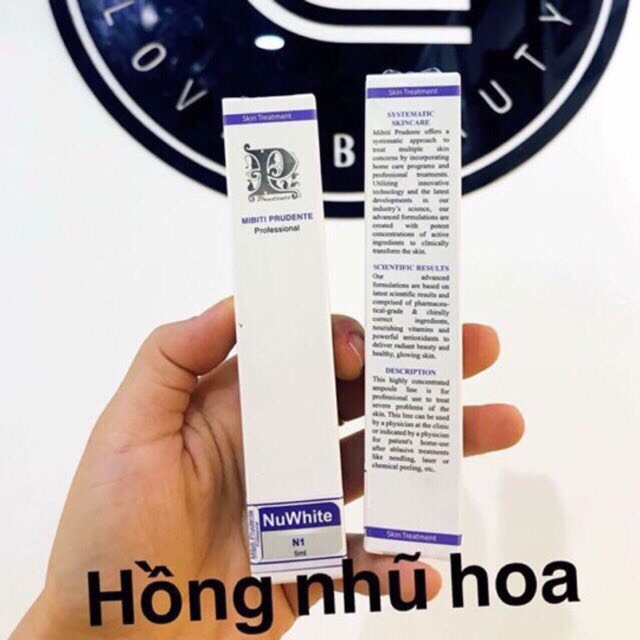 LOVE BEAUTY
Skin Treatment
P
Prudente
MIBITI PRUDENTE
Professional
NuWhite
N1
5ml
Skin Treatment
SYSTEMATIC
SKINCARE
Mibiti Prudente offers a
systematic approach to
treat multiple skin
concerns by incorporating
home care programs and
professional treatments.
Utilizing innovative
technology and the latest
developments in our
industry's science, our
advanced formulations are
created with potent
concentrations of active
ingredients to clinically
transform the skin.
SCIENTIFIC RESULTS
Our advanced
formulations are based on
latest scientific results and
comprised of pharmaceu-
tical-grade & chirally
correct ingredients,
nourishing vitamins and
powerful antioxidants to
deliver radiant beauty and
healthy, glowing skin.
DESCRIPTION
This highly concentrated
ampoule line is for
professional use to treat
severe problems of the
skin. This line can be used
by a physician at the clinic
or indicated by a physician
for patient's home-use
after ablasive treatments
like needling, laser or
chemical peeling, etc.
Skin Treatment
Hồng nhũ hoa